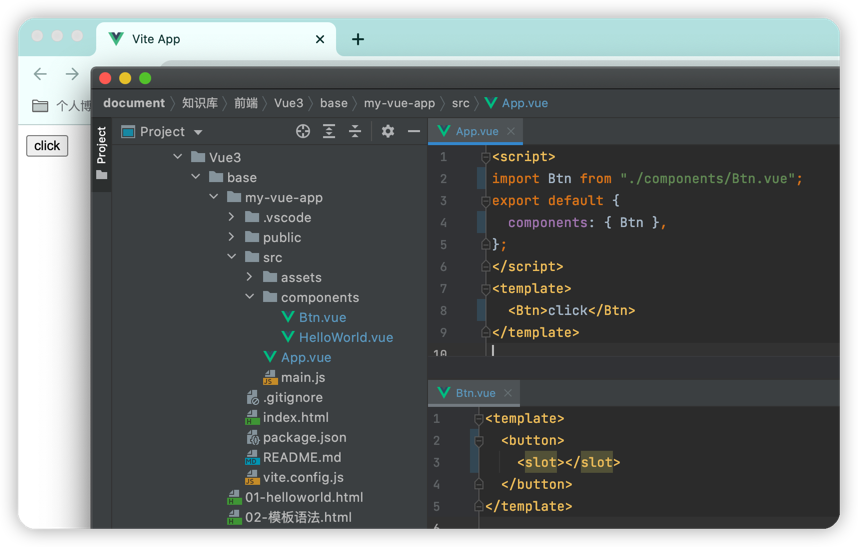 Vite App
个人博
click
document 知识库 前端 Vue3 base my-vue-app src App.vue
Project
Project
Vue3
base
my-vue-app
.vscode
public
src
assets
components
Btn.vue
HelloWorld.vue
App.vue
main.js
.gitignore
index.html
package.json
README.md
vite.config.js
01-helloworld.html
02-模板语法.html
App.vue
1 <script>
2 import Btn from "./components/Btn.vue";
3 export default {
4 components: { Btn },
5 };
6 </script>
7 <template>
8 <Btn>click</Btn>
9 </template>
10
Btn.vue
1 <template>
2 <button>
3 <slot></slot>
4 </button>
5 </template>
6